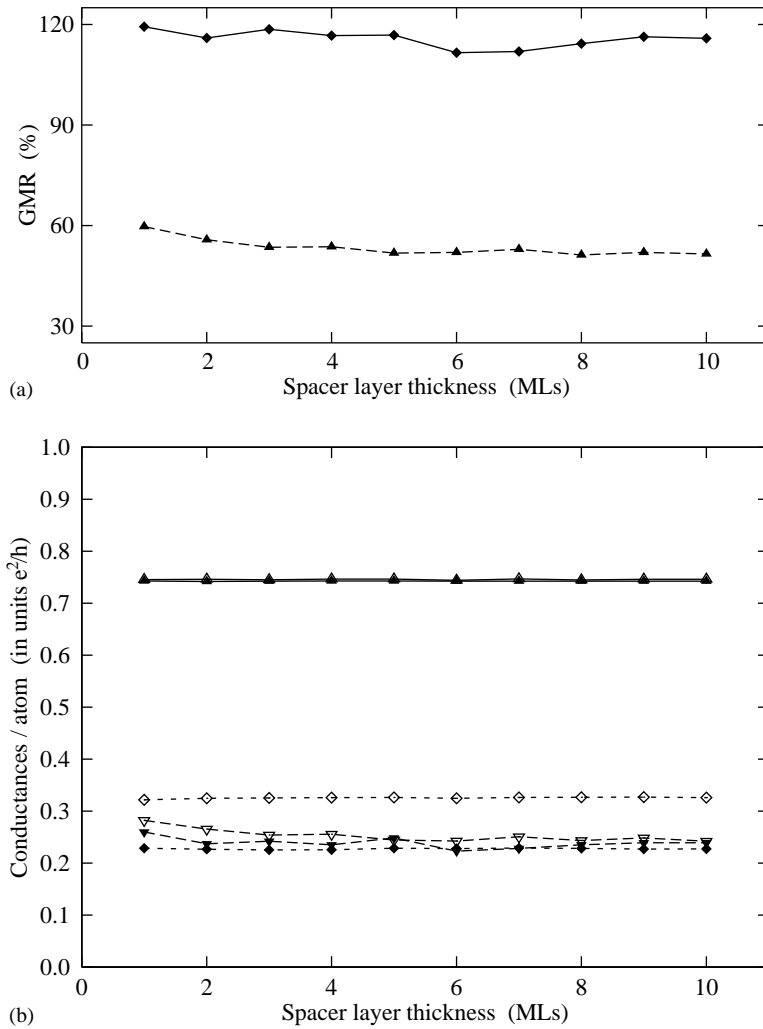 120
90
60
30
GMR (%)
0 2 4 6 8 10
(a) Spacer layer thickness (MLs)
1.0
0.9
0.8
0.7
0.6
0.5
0.4
0.3
0.2
0.1
0.0
Conductances / atom (in units e²/h)
0 2 4 6 8 10
(b) Spacer layer thickness (MLs)